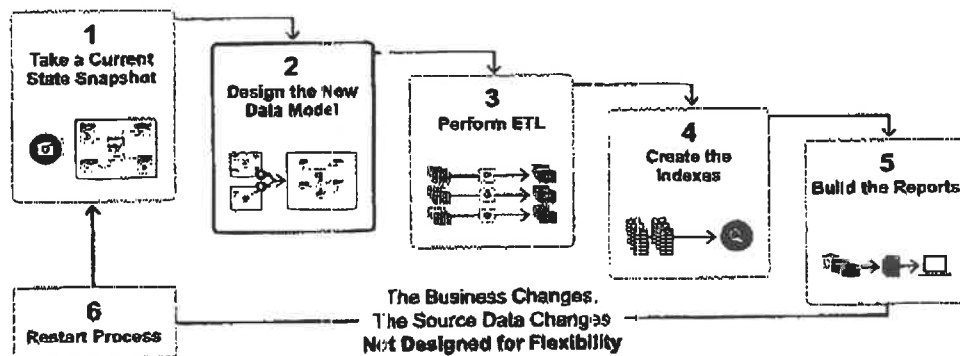 1
Take a Current
State Snapshot
2
Design the New
Data Model
3
Perform ETL
4
Create the
Indexes
5
Build the Reports
6
Restart Process
The Business Changes,
The Source Data Changes
Not Designed for Flexibility